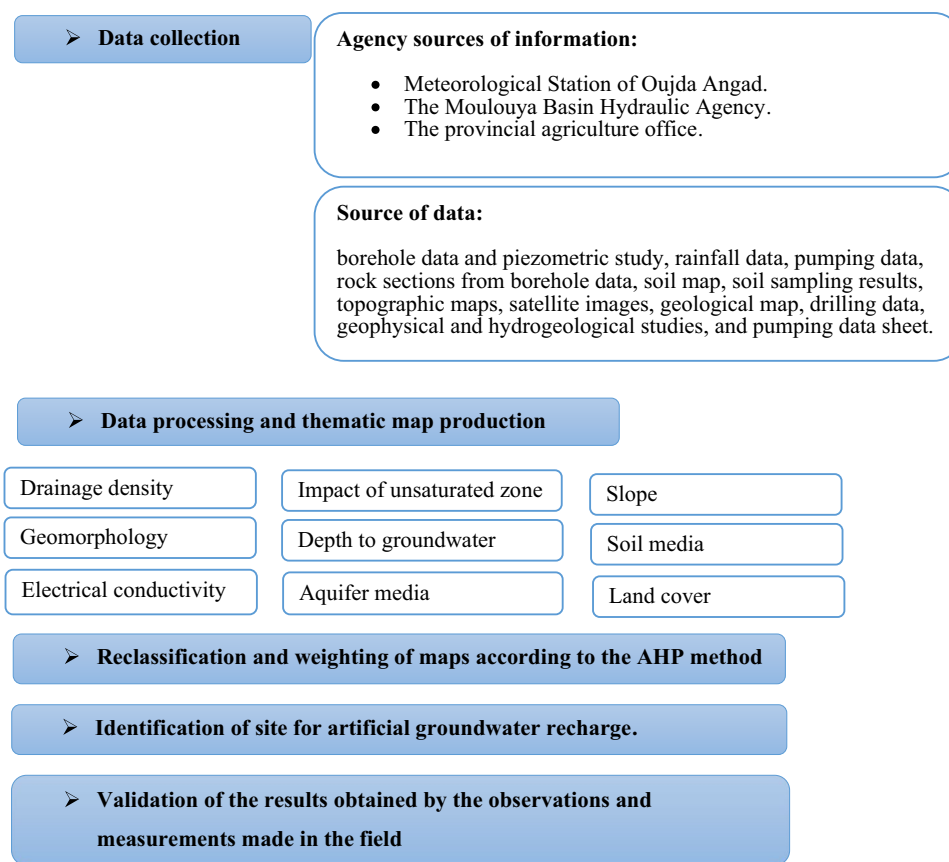 ➢ Data collection
Agency sources of information:
• Meteorological Station of Oujda Angad.
• The Moulouya Basin Hydraulic Agency.
• The provincial agriculture office.
Source of data:
borehole data and piezometric study, rainfall data, pumping data,
rock sections from borehole data, soil map, soil sampling results,
topographic maps, satellite images, geological map, drilling data,
geophysical and hydrogeological studies, and pumping data sheet.
➢ Data processing and thematic map production
Drainage density
Impact of unsaturated zone
Slope
Geomorphology
Depth to groundwater
Soil media
Electrical conductivity
Aquifer media
Land cover
➢ Reclassification and weighting of maps according to the AHP method
➢ Identification of site for artificial groundwater recharge.
➢ Validation of the results obtained by the observations and
measurements made in the field